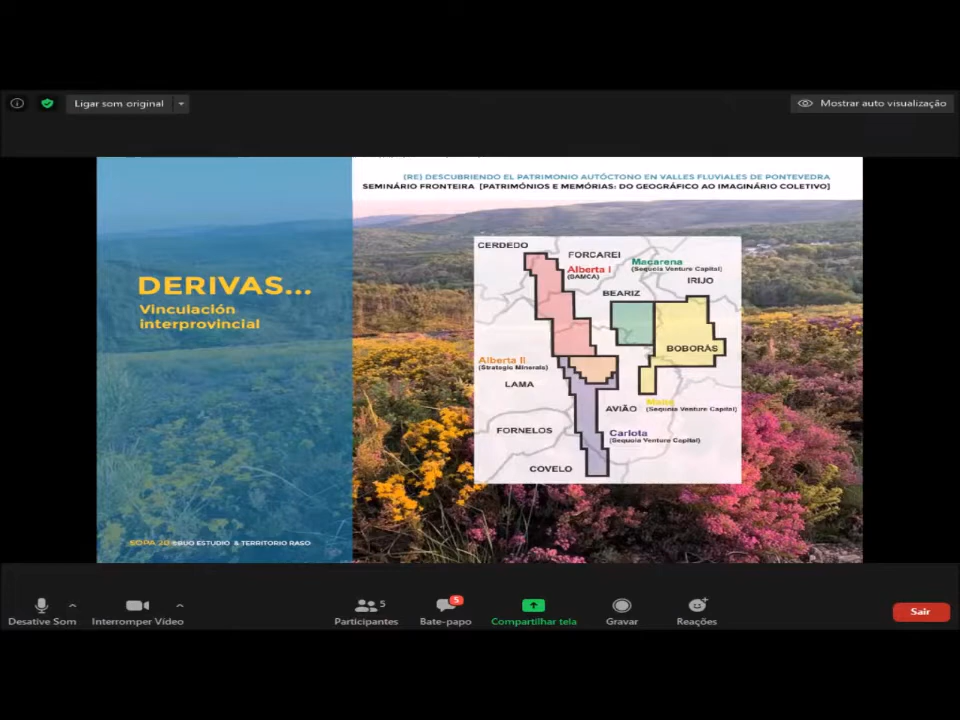 Ligar som original
Mostrar auto visualização
(RE) DESCUBRIENDO EL PATRIMONIO AUTÓCTONO EN VALLES FLUVIALES DE PONTEVEDRA
SEMINÁRIO FRONTEIRA [PATRIMÓNIOS E MEMÓRIAS: DO GEOGRÁFICO AO IMAGINÁRIO COLETIVO]
DERIVAS...
Vinculación
interprovincial
CERDEDO
FORCAREI
Alberta I
(SAMCA)
Macarena
(Sequoia Venture Capital)
IRIJO
BEARIZ
BOBORÁS
Alberta II
(Strategic Minerals)
LAMA
AVIÃO
Maite
(Sequoia Venture Capital)
FORNELOS
Carlota
(Sequoia Venture Capital)
COVELO
SOPA 20 ESTUDIO & TERRITORIO RASO
Desative Som
Interromper Vídeo
5
Participantes
5
Bate-papo
Compartilhar tela
Gravar
Reações
Sair